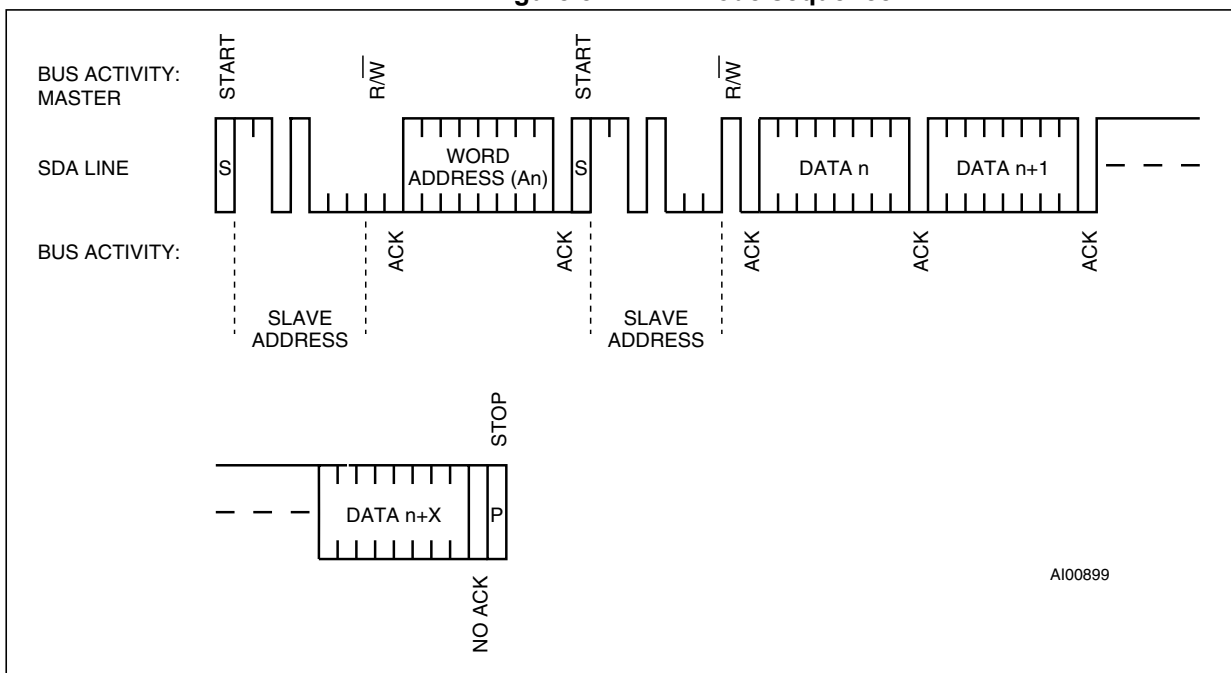 BUS ACTIVITY:
MASTER
START
R/W
START
R/W
SDA LINE
S
WORD
ADDRESS (An)
S
DATA n
DATA n+1
BUS ACTIVITY:
ACK
ACK
ACK
ACK
ACK
SLAVE
ADDRESS
SLAVE
ADDRESS
STOP
DATA n+X
P
NO ACK
AI00899